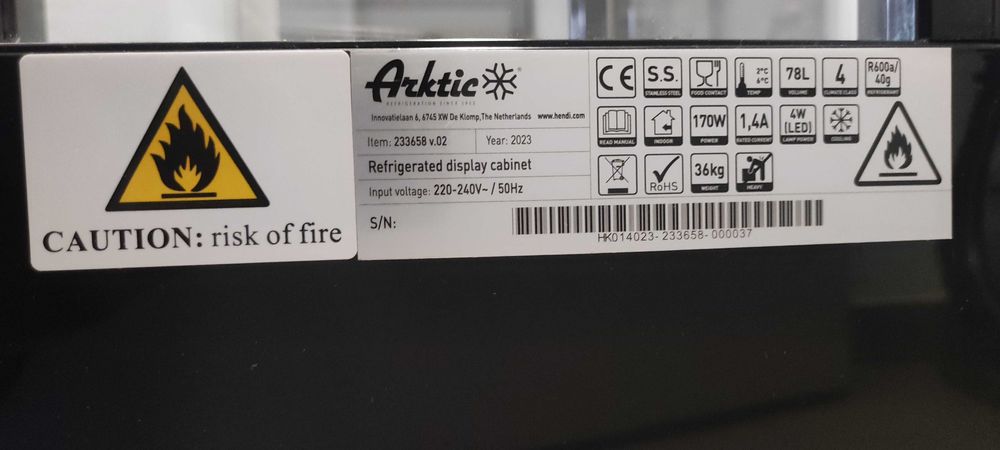 CAUTION: risk of fire
Arktic
REFRIGERATION SINCE 1935
Innovatielaan 6, 6745 XW De Klomp,The Netherlands www.hendi.com
Item: 233658 v.02 Year: 2023
Refrigerated display cabinet
Input voltage: 220-240V~ / 50Hz
S/N:
HK014023-233658-000037
CE
S.S.
STAINLESS STEEL
FOOD CONTACT
2°C
6°C
TEMP
78L
VOLUME
4
CLIMATE CLASS
R600a/
40g
REFRIGERANT
READ MANUAL
INDOOR
170W
POWER
1,4A
RATED CURRENT
4W
(LED)
LAMP POWER
COOLING
RoHS
36kg
WEIGHT
HEAVY